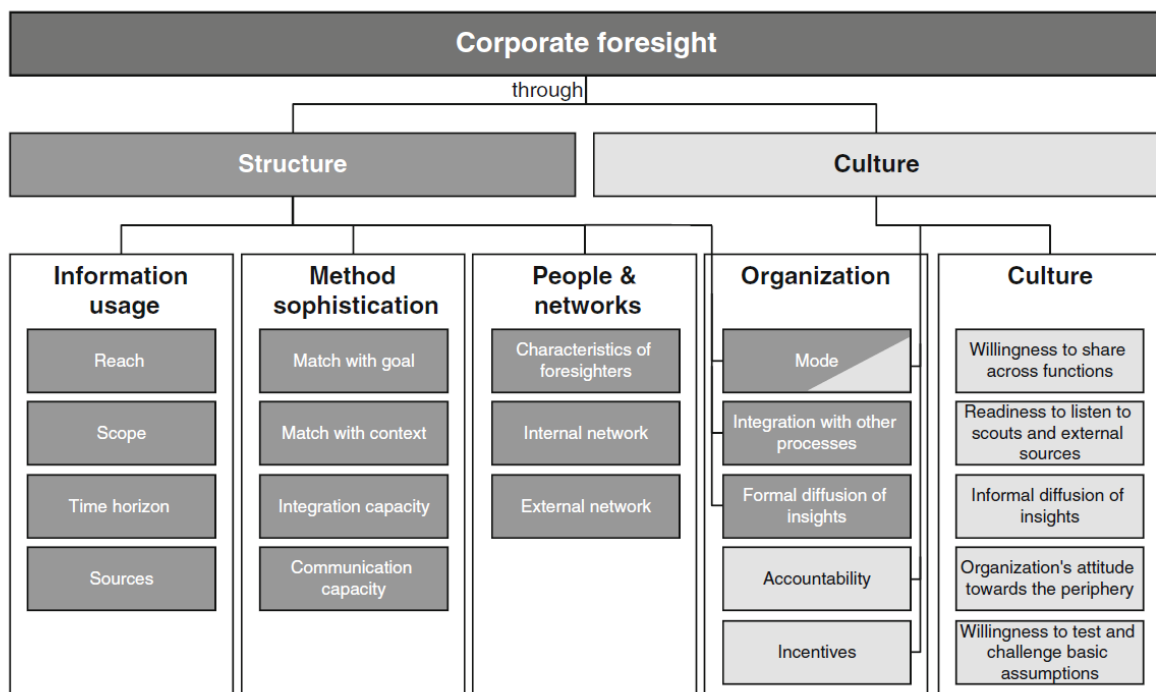 Corporate foresight
through
Structure
Culture
Information
usage
Reach
Scope
Time horizon
Sources
Method
sophistication
Match with goal
Match with context
Integration capacity
Communication
capacity
People &
networks
Characteristics of
foresighters
Internal network
External network
Organization
Mode
Integration with other
processes
Formal diffusion of
insights
Accountability
Incentives
Culture
Willingness to share
across functions
Readiness to listen to
scouts and external
sources
Informal diffusion of
insights
Organization's attitude
towards the periphery
Willingness to test and
challenge basic
assumptions